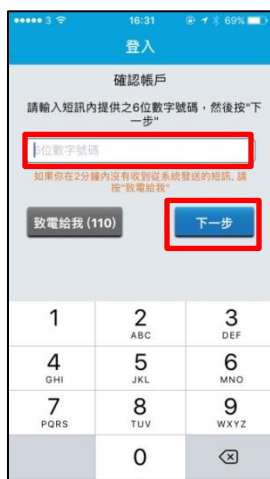 3 16:31 69%
登入
確認帳戶
請輸入短訊內提供之6位數字號碼，然後按"下
一步"
6位數字號碼
如果你在2分鐘內沒有收到從系統發送的短訊, 請
按"致電給我"
致電給我 (110) 下一步
1 2 3
ABC DEF
4 5 6
GHI JKL MNO
7 8 9
PQRS TUV WXYZ
0